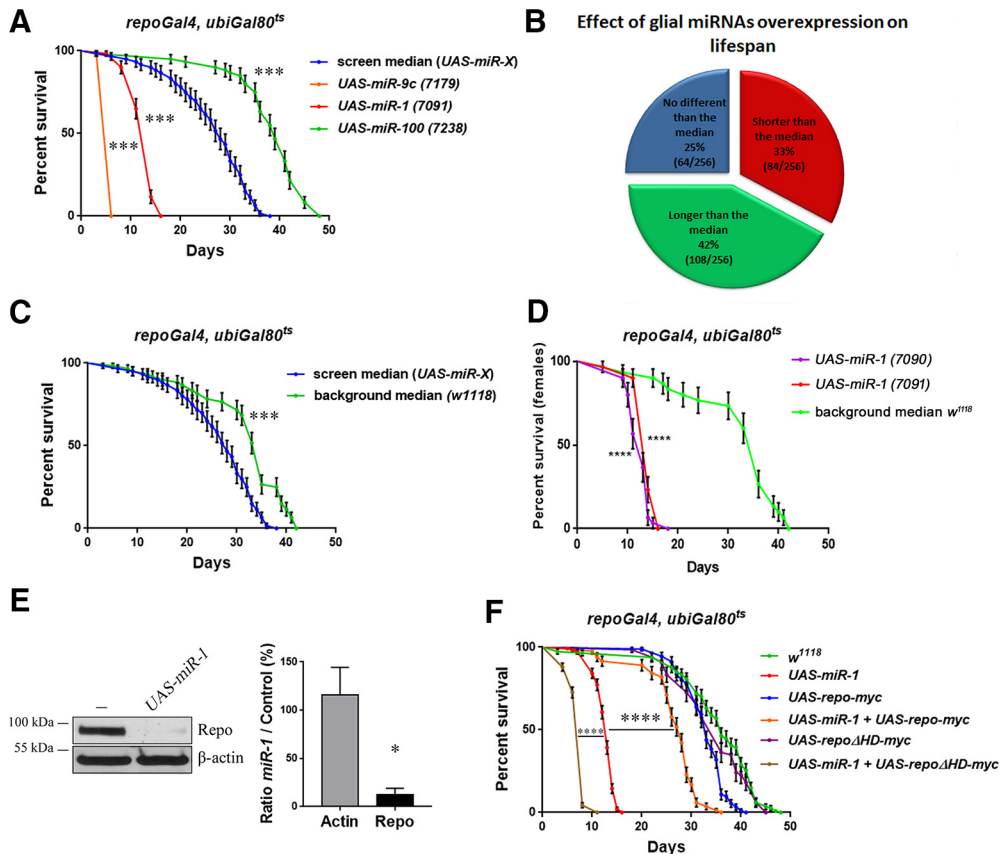 A
repoGal4, ubiGal80ts
Percent survival
100
50
0
0 10 20 30 40 50
Days
***
***
***
screen median (UAS-miR-X)
UAS-miR-9c (7179)
UAS-miR-1 (7091)
UAS-miR-100 (7238)
B
Effect of glial miRNAs overexpression on
lifespan
No different
than the
median
25%
(64/256)
Shorter than
the median
33%
(84/256)
Longer than the
median
42%
(108/256)
C
repoGal4, ubiGal80ts
Percent survival
100
50
0
0 10 20 30 40 50
Days
***
screen median (UAS-miR-X)
background median (w1118)
D
repoGal4, ubiGal80ts
Percent survival (females)
100
50
0
0 10 20 30 40 50
Days
****
****
UAS-miR-1 (7090)
UAS-miR-1 (7091)
background median w1118
E
–
UAS-miR-1
100 kDa
55 kDa
Repo
β-actin
Ratio miR-1 / Control (%)
150
100
50
0
*
Actin Repo
F
repoGal4, ubiGal80ts
Percent survival
100
50
0
0 10 20 30 40 50
Days
****
****
w1118
UAS-miR-1
UAS-repo-myc
UAS-miR-1 + UAS-repo-myc
UAS-repoΔHD-myc
UAS-miR-1 + UAS-repoΔHD-myc